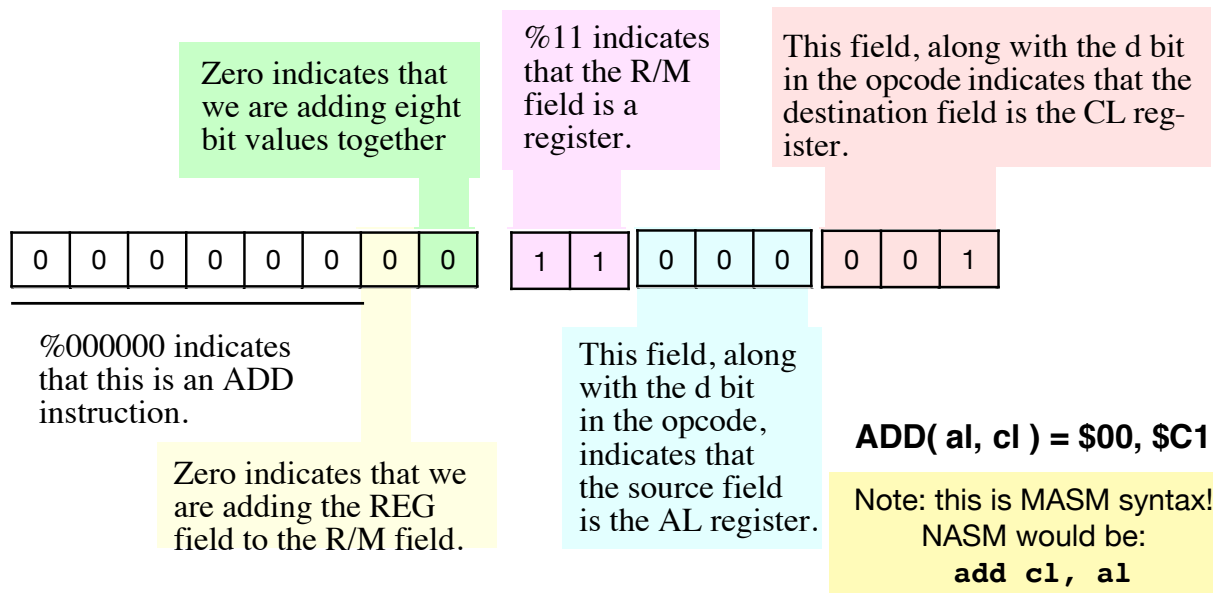 Zero indicates that
we are adding eight
bit values together
%11 indicates
that the R/M
field is a
register.
This field, along with the d bit
in the opcode indicates that the
destination field is the CL reg-
ister.
0 0 0 0 0 0 0 0 1 1 0 0 0 0 0 1
%000000 indicates
that this is an ADD
instruction.
Zero indicates that we
are adding the REG
field to the R/M field.
This field, along
with the d bit
in the opcode,
indicates that
the source field
is the AL register.
ADD( al, cl ) = $00, $C1
Note: this is MASM syntax!
NASM would be:
add cl, al